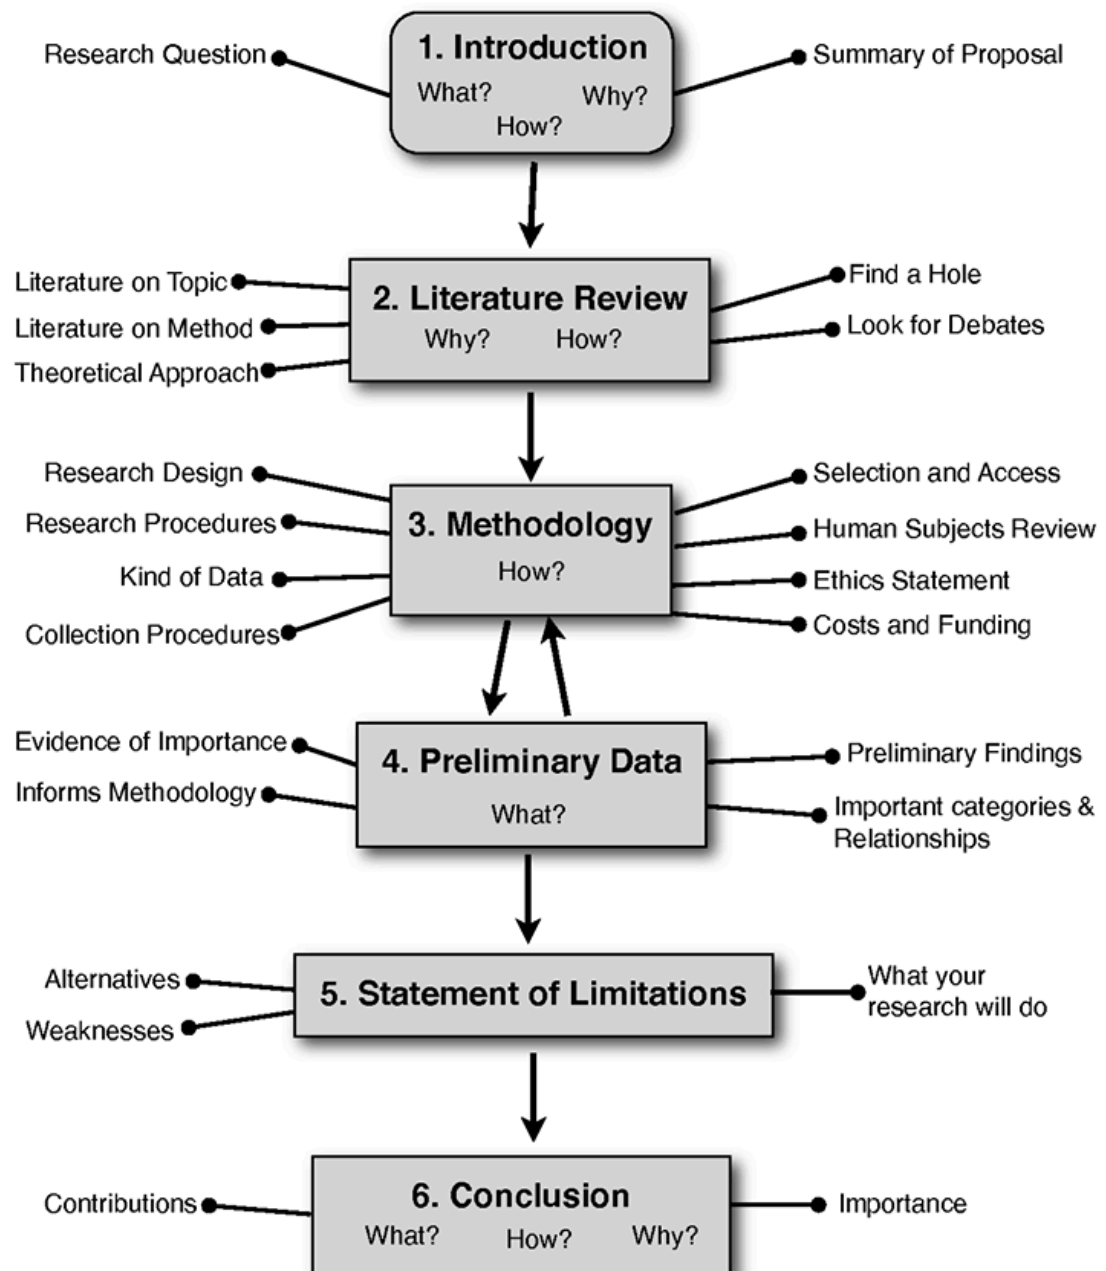 1. Introduction
Research Question
Summary of Proposal
What?
Why?
How?
Literature on Topic
Find a Hole
2. Literature Review
Literature on Method
Look for Debates
Why?
How?
Theoretical Approach
Research Design
Selection and Access
Research Procedures
3. Methodology
Human Subjects Review
How?
Kind of Data
Ethics Statement
Collection Procedures
Costs and Funding
Evidence of Importance
4. Preliminary Data
Preliminary Findings
Informs Methodology
What?
Important categories &
Relationships
Alternatives
5. Statement of Limitations
What your
research will do
Weaknesses
Contributions
6. Conclusion
Importance
What?
How?
Why?